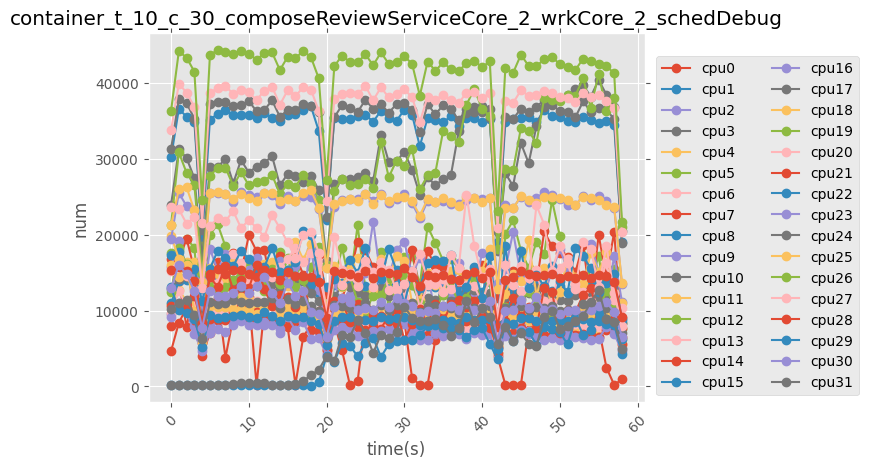 container_t_10_c_30_composeReviewServiceCore_2_wrkCore_2_schedDebug
num
40000
30000
20000
10000
0
0
10
20
30
40
50
60
time(s)
cpu0
cpu1
cpu2
cpu3
cpu4
cpu5
cpu6
cpu7
cpu8
cpu9
cpu10
cpu11
cpu12
cpu13
cpu14
cpu15
cpu16
cpu17
cpu18
cpu19
cpu20
cpu21
cpu22
cpu23
cpu24
cpu25
cpu26
cpu27
cpu28
cpu29
cpu30
cpu31